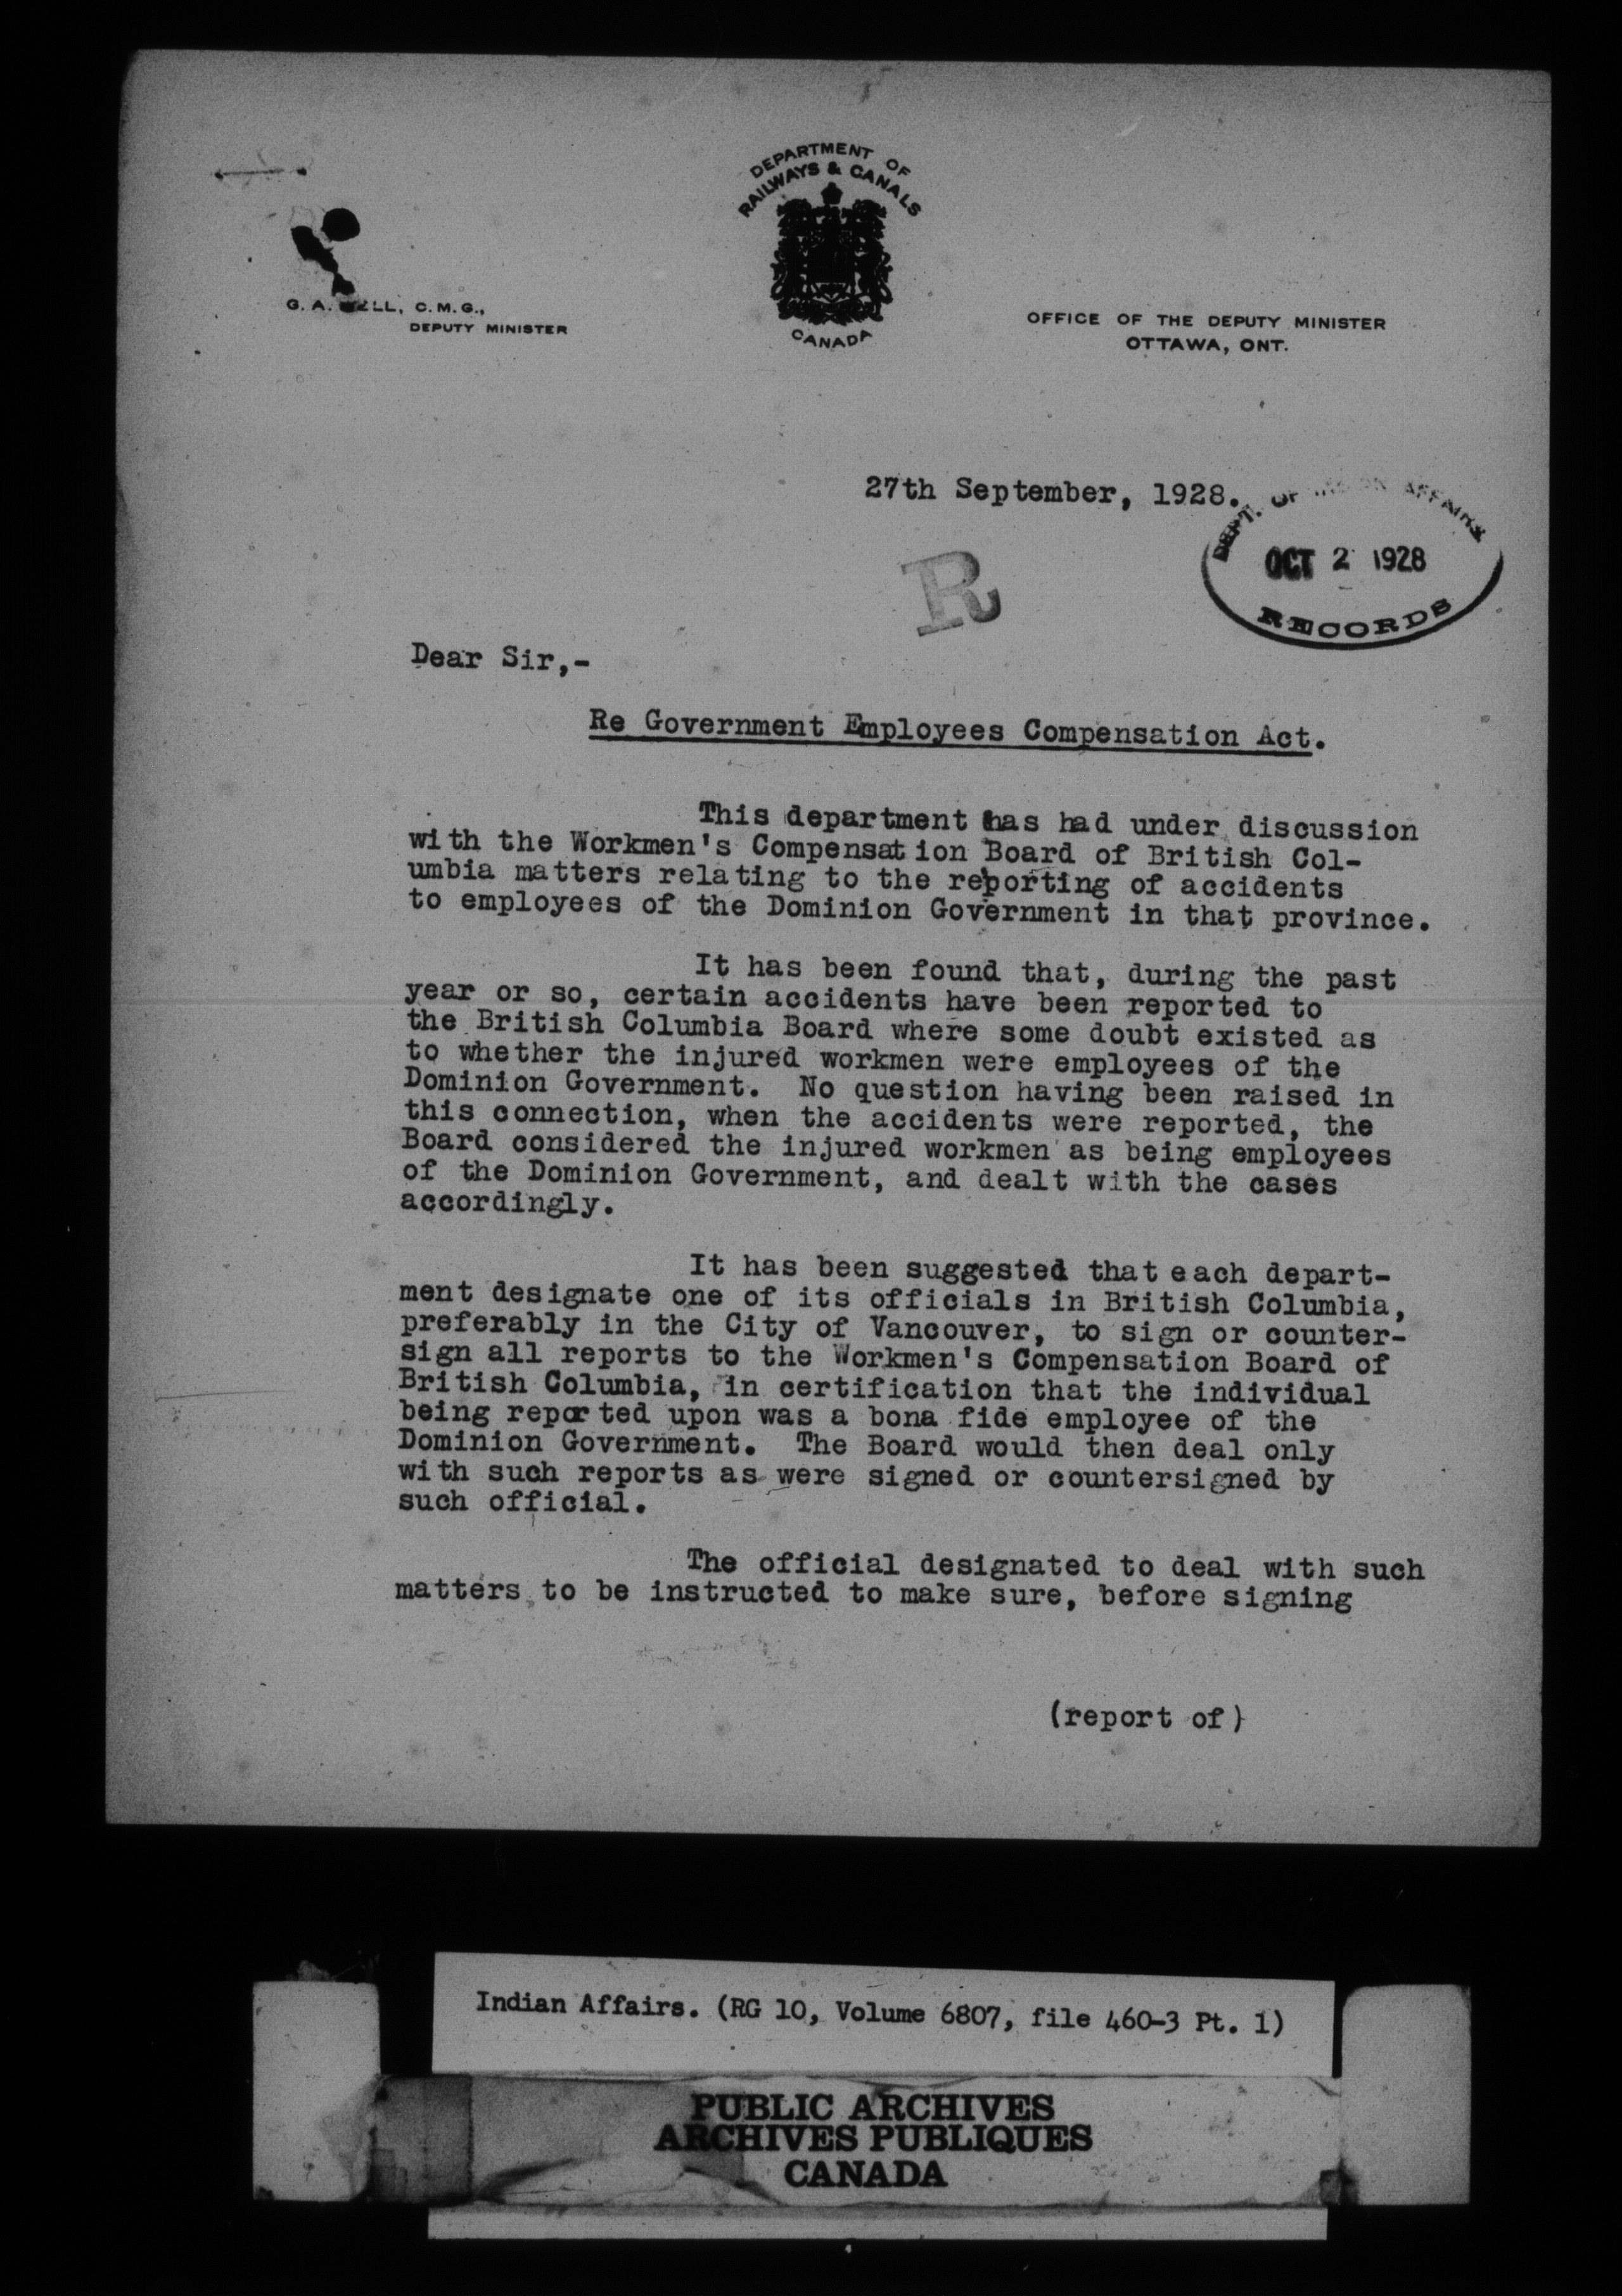 DEPARTMENT OF
RAILWAYS & CANALS
CANADA
G. A. BELL, C.M.G.,
DEPUTY MINISTER
OFFICE OF THE DEPUTY MINISTER
OTTAWA, ONT.
27th September, 1928.
DEPT. OF INDIAN AFFAIRS
OCT 2 1928
RECORDS
R
Dear Sir,-
Re Government Employees Compensation Act.
This department has had under discussion
with the Workmen's Compensation Board of British Col-
umbia matters relating to the reporting of accidents
to employees of the Dominion Government in that province.
It has been found that, during the past
year or so, certain accidents have been reported to
the British Columbia Board where some doubt existed as
to whether the injured workmen were employees of the
Dominion Government. No question having been raised in
this connection, when the accidents were reported, the
Board considered the injured workmen as being employees
of the Dominion Government, and dealt with the cases
accordingly.
It has been suggested that each depart-
ment designate one of its officials in British Columbia,
preferably in the City of Vancouver, to sign or counter-
sign all reports to the Workmen's Compensation Board of
British Columbia, in certification that the individual
being reported upon was a bona fide employee of the
Dominion Government. The Board would then deal only
with such reports as were signed or countersigned by
such official.
The official designated to deal with such
matters to be instructed to make sure, before signing
(report of)
Indian Affairs. (RG 10, Volume 6807, file 460-3 Pt. 1)
PUBLIC ARCHIVES
ARCHIVES PUBLIQUES
CANADA